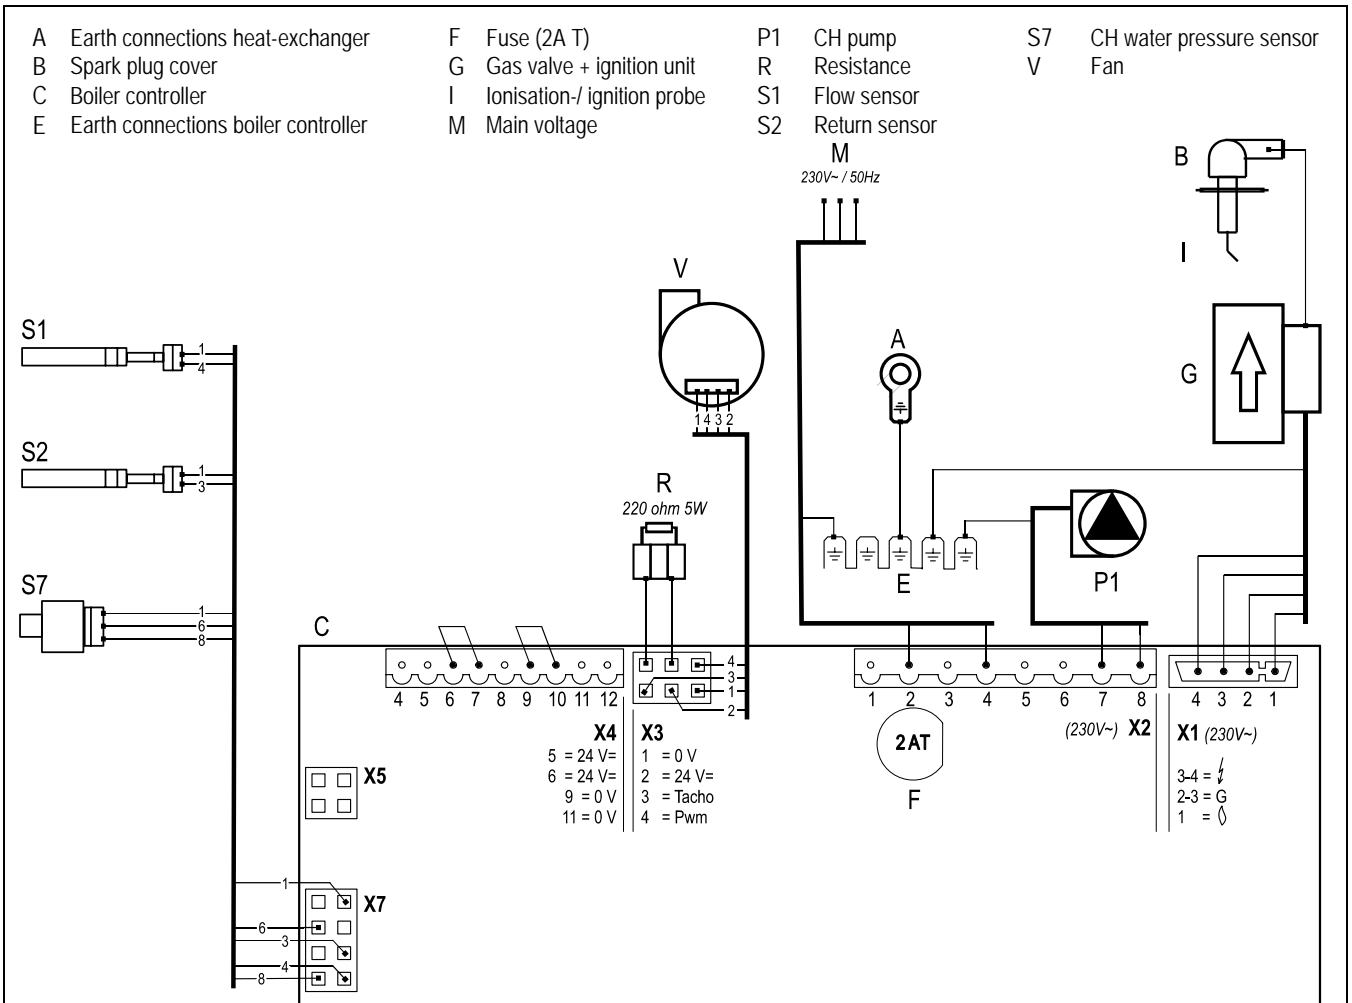 A Earth connections heat-exchanger
B Spark plug cover
C Boiler controller
E Earth connections boiler controller
F Fuse (2A T)
G Gas valve + ignition unit
I Ionisation-/ ignition probe
M Main voltage
P1 CH pump
R Resistance
S1 Flow sensor
S2 Return sensor
S7 CH water pressure sensor
V Fan
M
230V~ / 50Hz
B
I
V
1 4 3 2
S1
1
4
A
G
S2
1
3
R
220 ohm 5W
E
P1
S7
1
6
8
C
4 5 6 7 8 9 10 11 12
4
3
1
2
1 2 3 4 5 6 7 8
4 3 2 1
X4
5 = 24 V=
6 = 24 V=
9 = 0 V
11 = 0 V
X3
1 = 0 V
2 = 24 V=
3 = Tacho
4 = Pwm
2AT
F
(230V~) X2
X1 (230V~)
3-4 =
2-3 = G
1 =
X5
X7
1
6
3
4
8